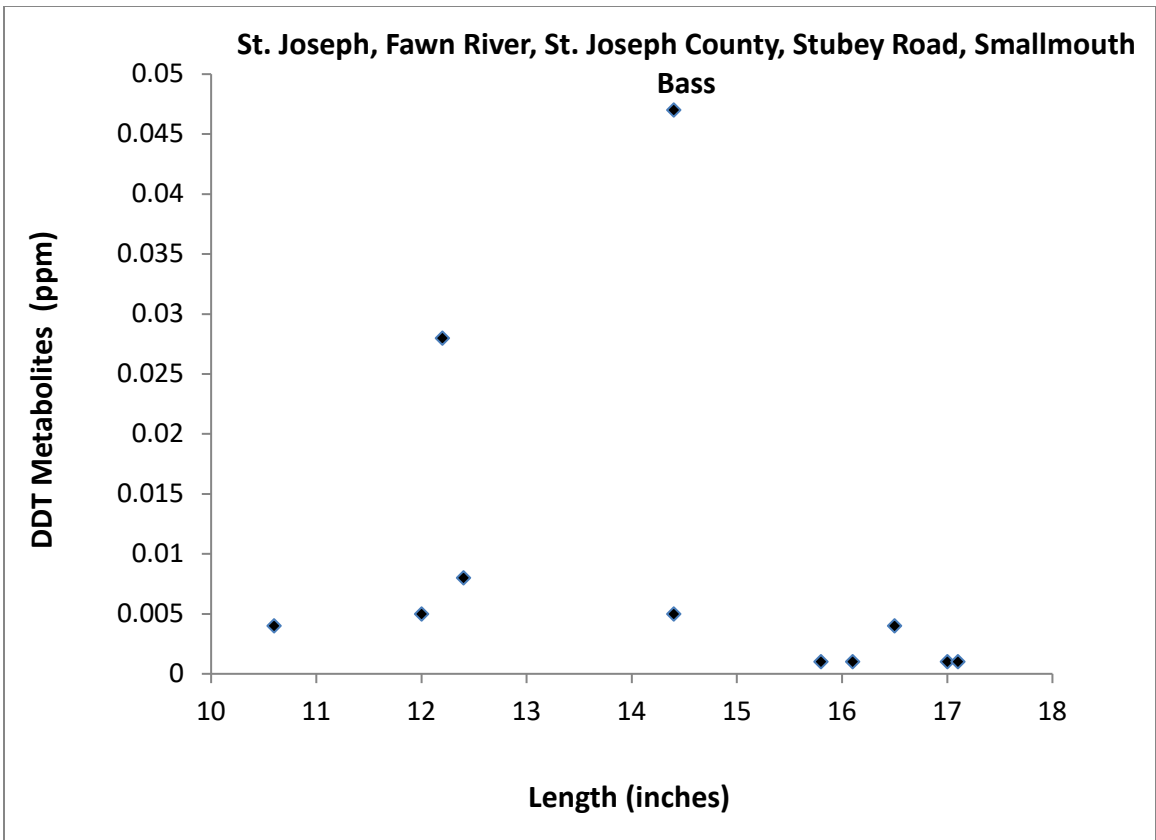 St. Joseph, Fawn River, St. Joseph County, Stubey Road, Smallmouth
Bass
0.05
0.045
0.04
0.035
0.03
0.025
0.02
0.015
0.01
0.005
0
DDT Metabolites (ppm)
10 11 12 13 14 15 16 17 18
Length (inches)